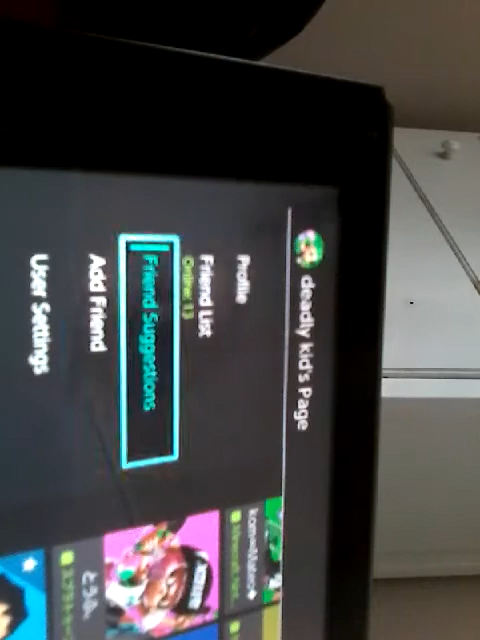 deadly kid's Page
Profile
Friend List
Online: 13
Friend Suggestions
Add Friend
User Settings